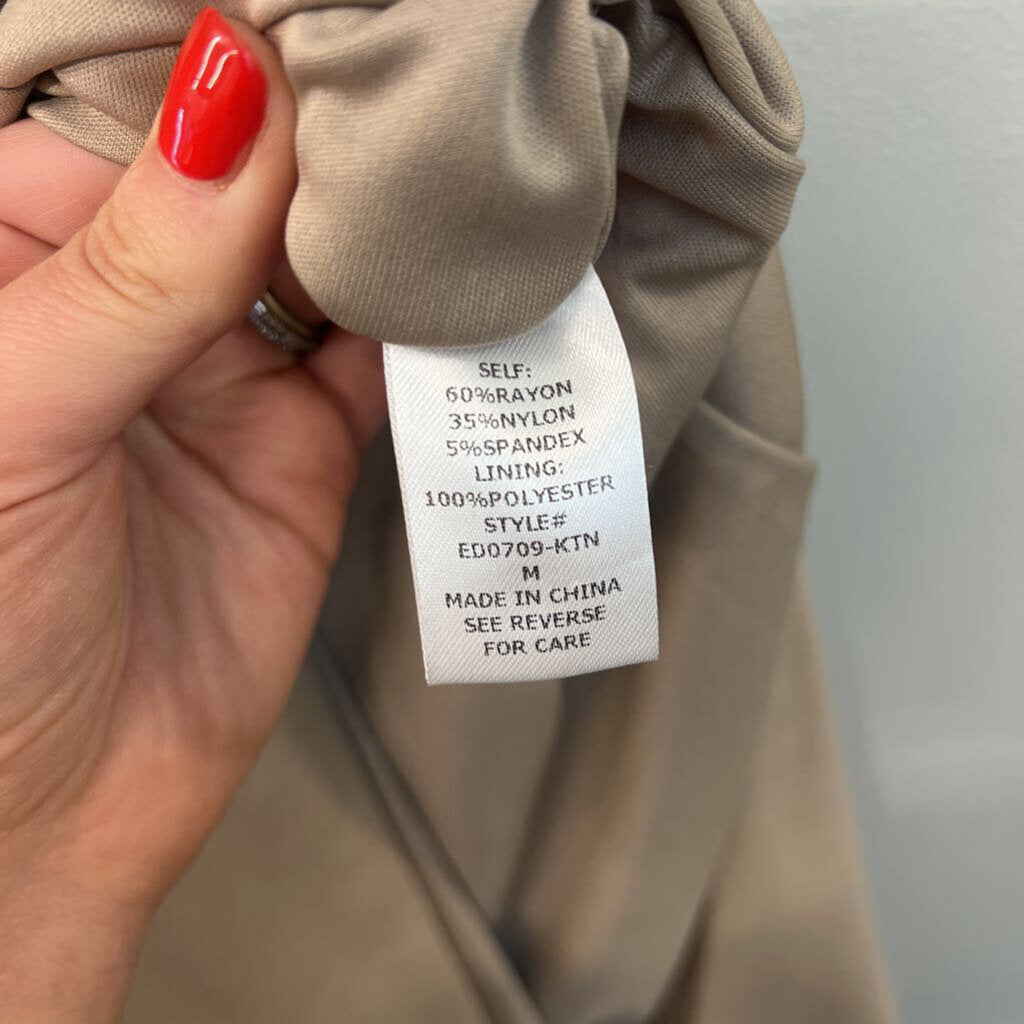 SELF:
60%RAYON
35%NYLON
5%SPANDEX
LINING:
100%POLYESTER
STYLE#
ED0709-KTN
M
MADE IN CHINA
SEE REVERSE
FOR CARE